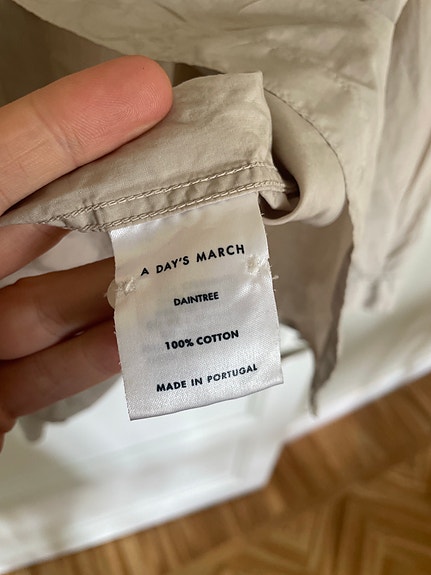 A DAY'S MARCH
DAINTREE
100% COTTON
MADE IN PORTUGAL